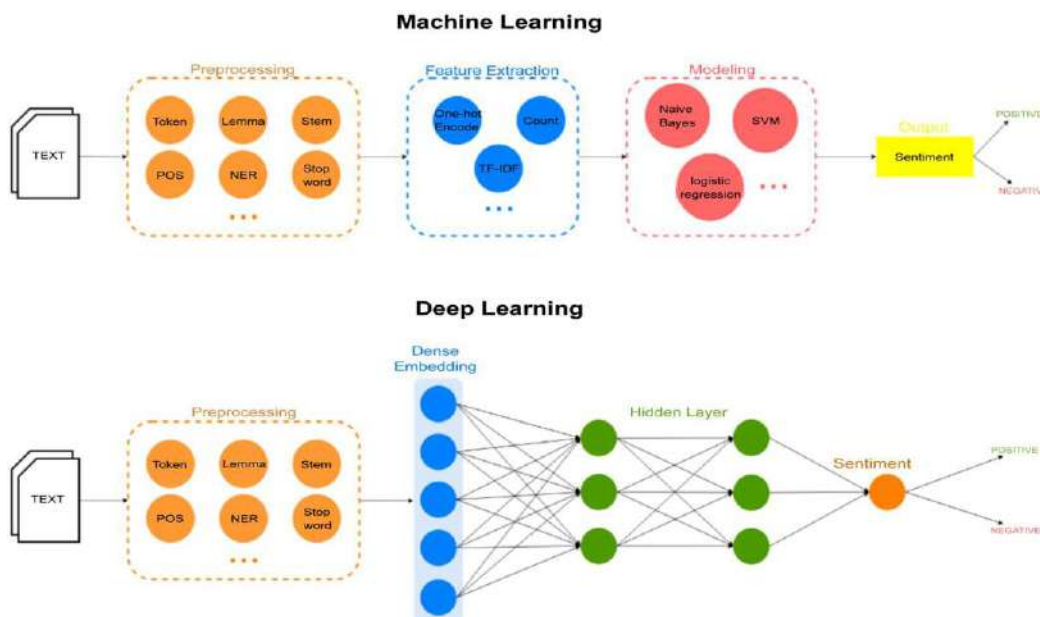 Machine Learning
Preprocessing
Feature Extraction
Modeling
TEXT
Token
Lemma
Stem
POS
NER
Stop
word
...
One-hot
Encode
Count
TF-IDF
...
Naive
Bayes
SVM
logistic
regression
...
Output
Sentiment
POSITIVE
NEGATIVE
Deep Learning
Dense
Embedding
Preprocessing
Hidden Layer
TEXT
Token
Lemma
Stem
POS
NER
Stop
word
...
Sentiment
POSITIVE
NEGATIVE